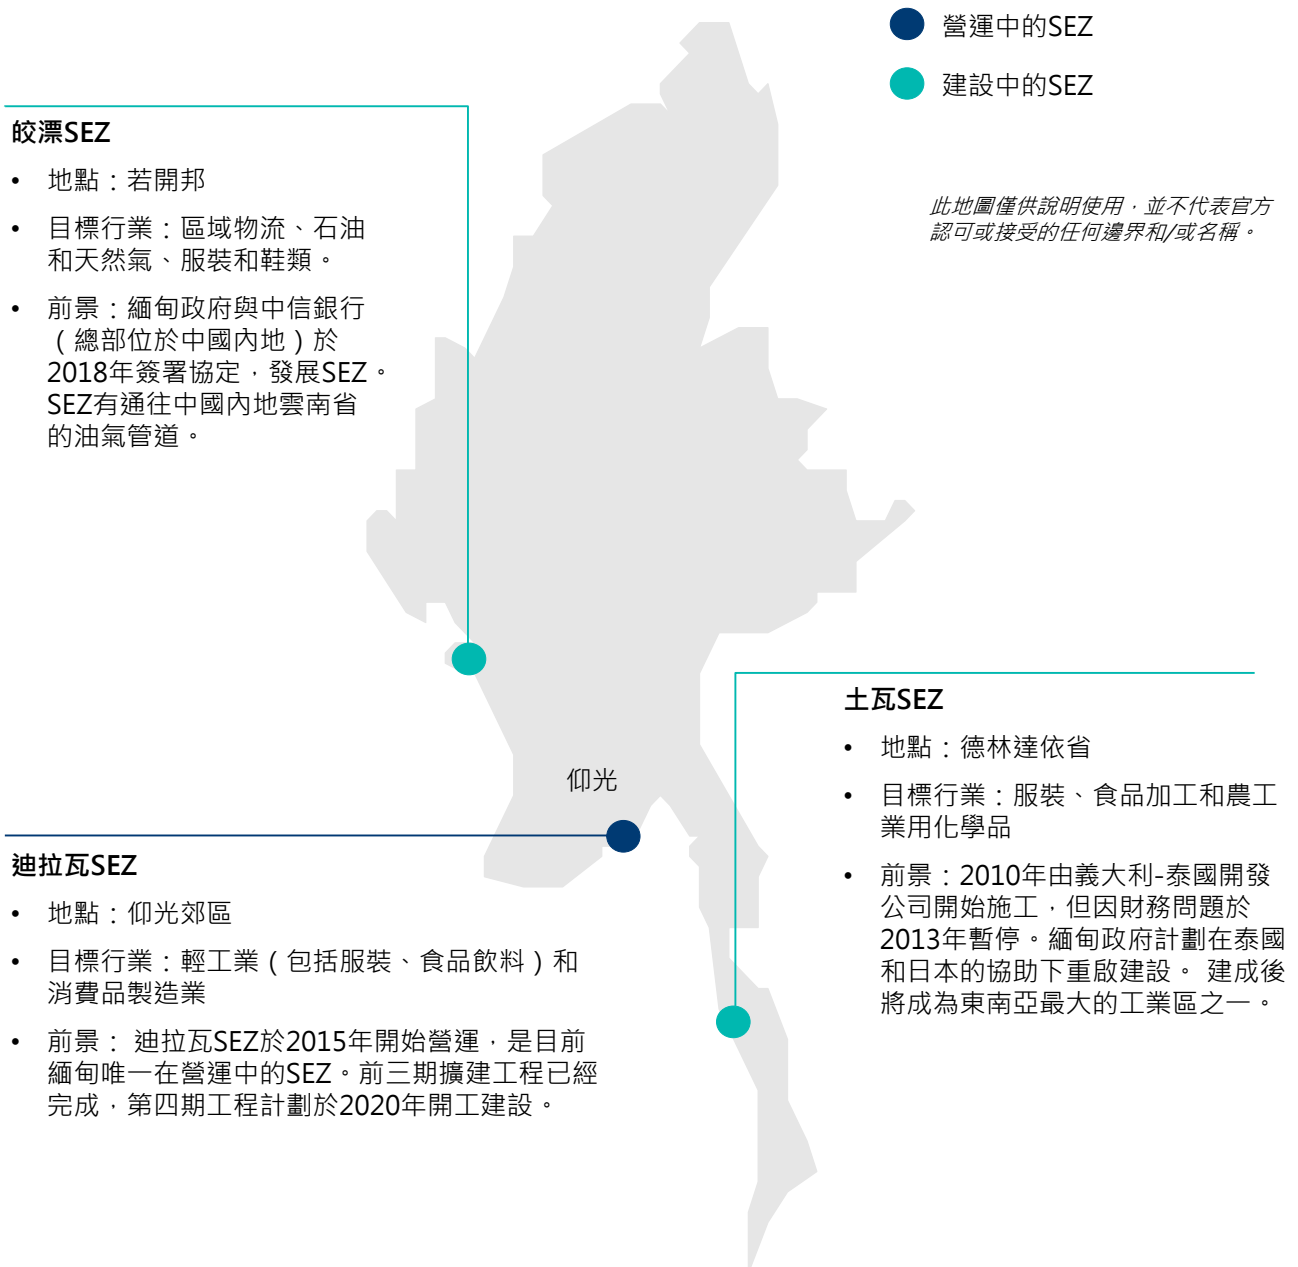 營運中的SEZ
建設中的SEZ
此地圖僅供說明使用，並不代表官方
認可或接受的任何邊界和/或名稱。
皎漂SEZ
• 地點：若開邦
• 目標行業：區域物流、石油
和天然氣、服裝和鞋類。
• 前景：緬甸政府與中信銀行
（總部位於中國內地）於
2018年簽署協定，發展SEZ。
SEZ有通往中國內地雲南省
的油氣管道。
仰光
迪拉瓦SEZ
• 地點：仰光郊區
• 目標行業：輕工業（包括服裝、食品飲料）和
消費品製造業
• 前景： 迪拉瓦SEZ於2015年開始營運，是目前
緬甸唯一在營運中的SEZ。前三期擴建工程已經
完成，第四期工程計劃於2020年開工建設。
土瓦SEZ
• 地點：德林達依省
• 目標行業：服裝、食品加工和農工
業用化學品
• 前景：2010年由義大利-泰國開發
公司開始施工，但因財務問題於
2013年暫停。緬甸政府計劃在泰國
和日本的協助下重啟建設。 建成後
將成為東南亞最大的工業區之一。